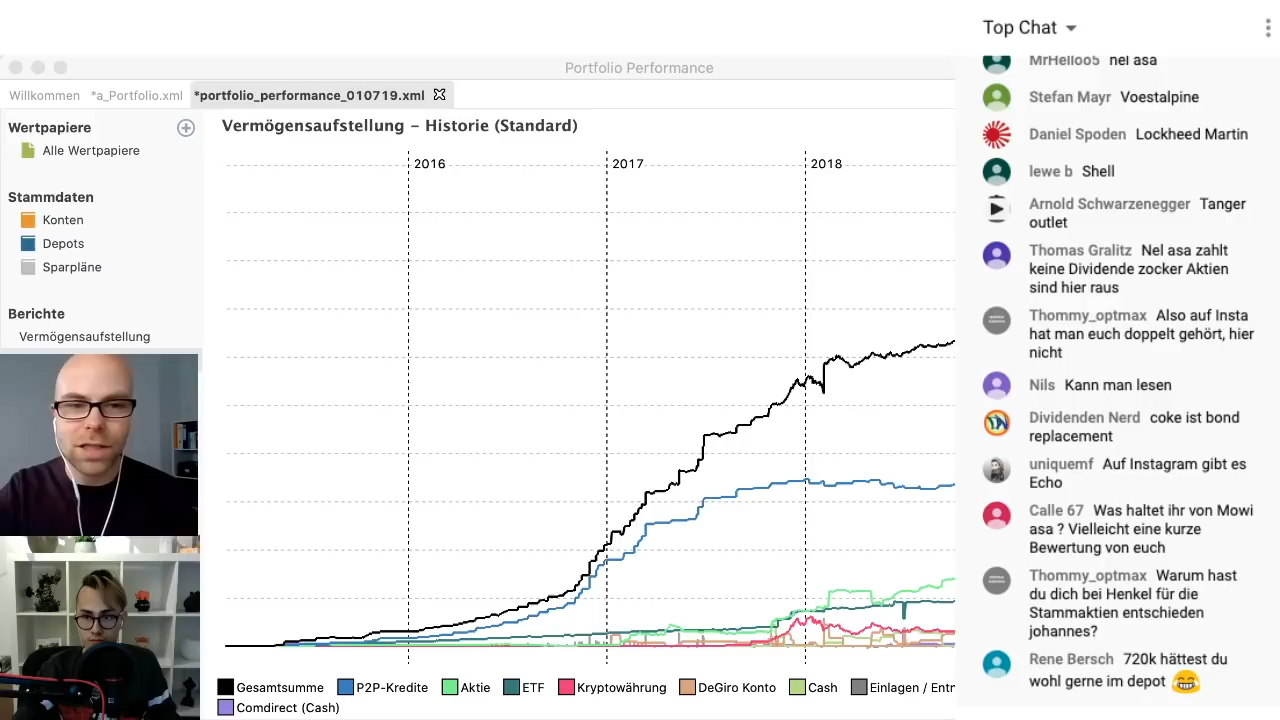 Top Chat
Portfolio Performance
Willkommen
*a_Portfolio.xml
*portfolio_performance_010719.xml
Wertpapiere
Alle Wertpapiere
Stammdaten
Konten
Depots
Sparpläne
Berichte
Vermögensaufstellung
Vermögensaufstellung – Historie (Standard)
2016
2017
2018
Gesamtsumme
P2P-Kredite
Aktie
ETF
Kryptowährung
DeGiro Konto
Cash
Einlagen / Entr
Comdirect (Cash)
MrHelloo5 nel asa
Stefan Mayr Voestalpine
Daniel Spoden Lockheed Martin
lewe b Shell
Arnold Schwarzenegger Tanger
outlet
Thomas Gralitz Nel asa zahlt
keine Dividende zocker Aktien
sind hier raus
Thommy_optmax Also auf Insta
hat man euch doppelt gehört, hier
nicht
Nils Kann man lesen
Dividenden Nerd coke ist bond
replacement
uniquemf Auf Instagram gibt es
Echo
Calle 67 Was haltet ihr von Mowi
asa ? Vielleicht eine kurze
Bewertung von euch
Thommy_optmax Warum hast
du dich bei Henkel für die
Stammaktien entschieden
johannes?
Rene Bersch 720k hättest du
wohl gerne im depot 😂